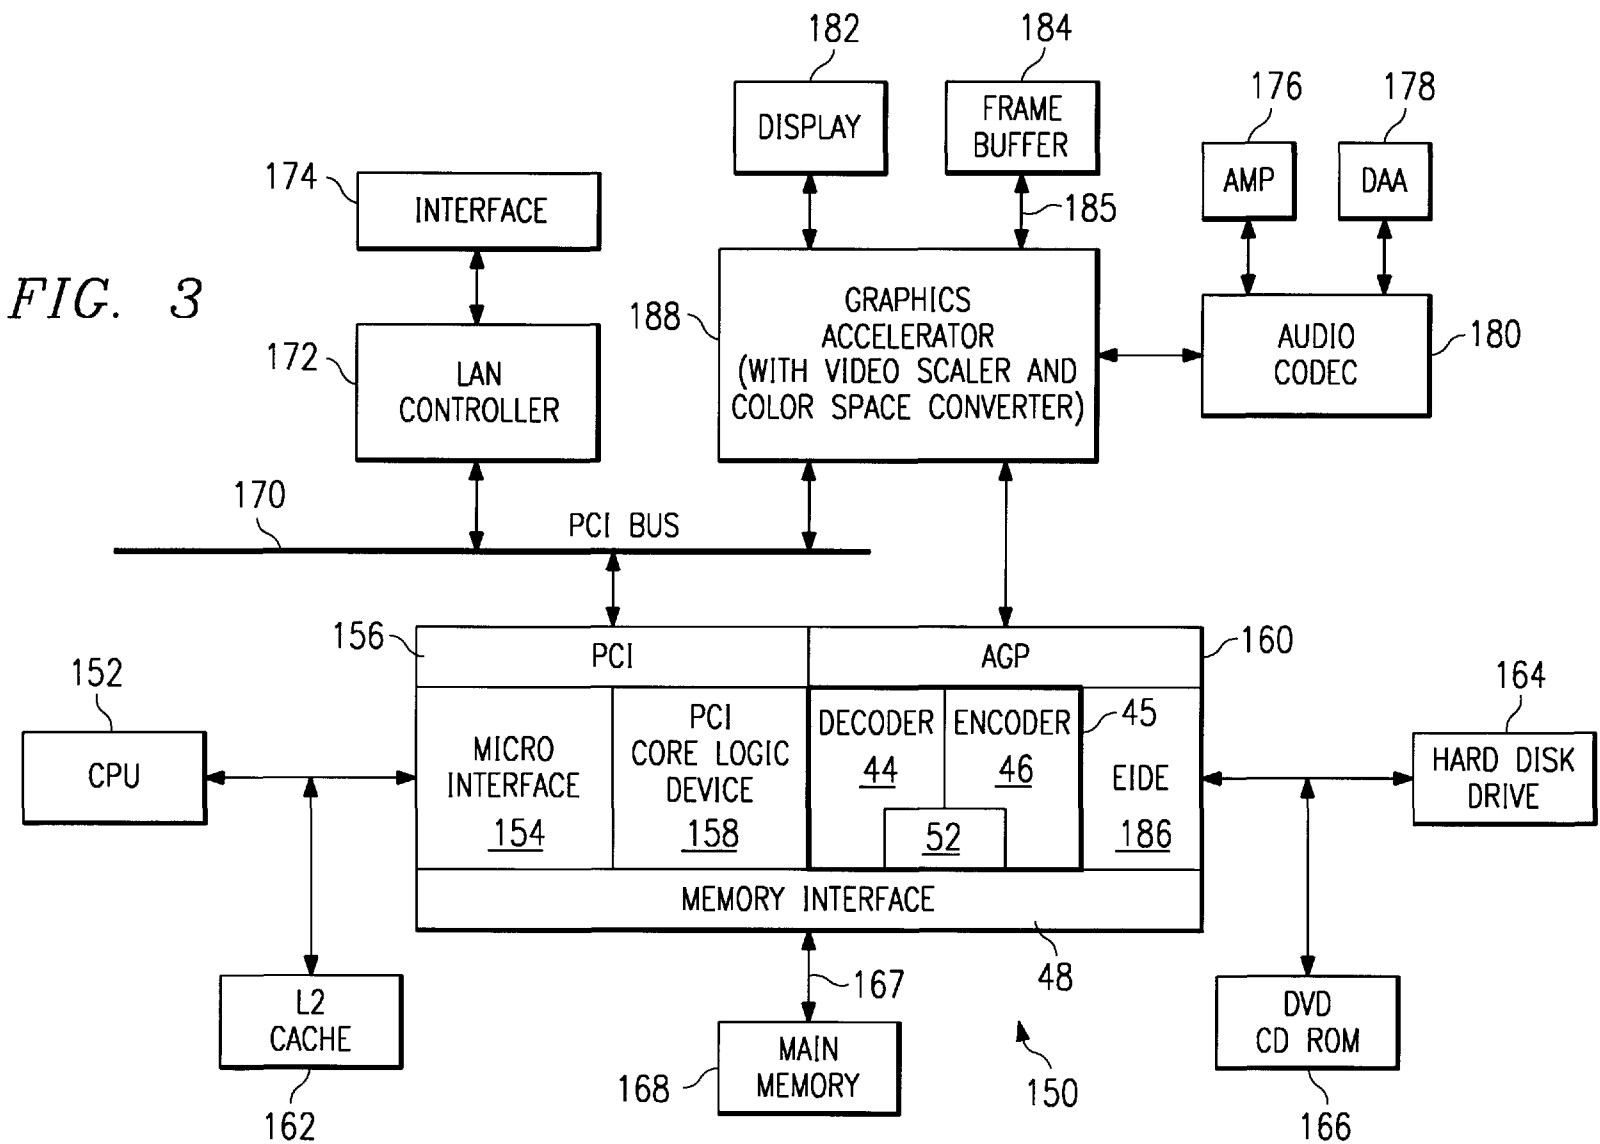 182
184
DISPLAY
FRAME
BUFFER
185
176
178
AMP
DAA
174
INTERFACE
FIG. 3
172
LAN
CONTROLLER
188
GRAPHICS
ACCELERATOR
(WITH VIDEO SCALER AND
COLOR SPACE CONVERTER)
AUDIO
CODEC
180
170
PCI BUS
156
PCI
AGP
160
152
CPU
MICRO
INTERFACE
154
PCI
CORE LOGIC
DEVICE
158
DECODER
44
ENCODER
46
52
45
EIDE
186
164
HARD DISK
DRIVE
MEMORY INTERFACE
48
167
L2
CACHE
162
168
MAIN
MEMORY
150
DVD
CD ROM
166